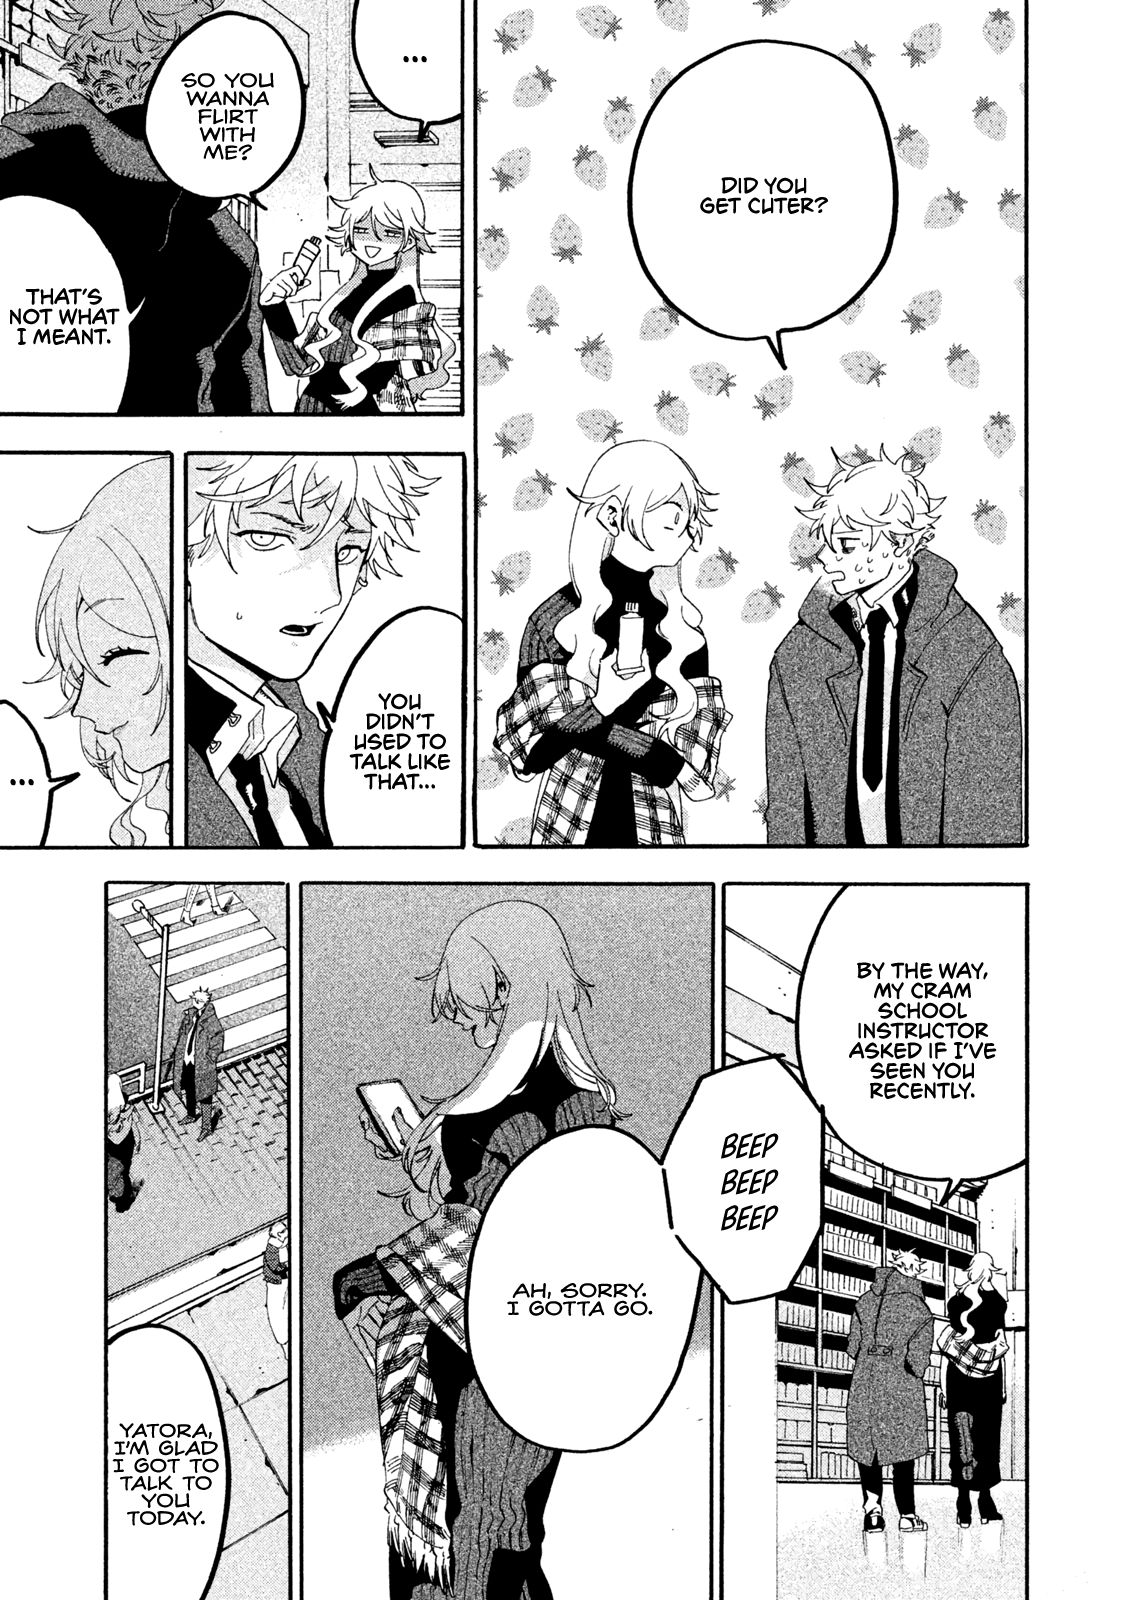 DID YOU
GET CUTER?
...
SO YOU
WANNA
FLIRT
WITH
ME?
THAT'S
NOT WHAT
I MEANT.
YOU
DIDN'T
USED TO
TALK LIKE
THAT...
...
BY THE WAY,
MY CRAM
SCHOOL
INSTRUCTOR
ASKED IF I'VE
SEEN YOU
RECENTLY.
BEEP
BEEP
BEEP
AH, SORRY.
I GOTTA GO.
YATORA,
I'M GLAD
I GOT TO
TALK TO
YOU
TODAY.